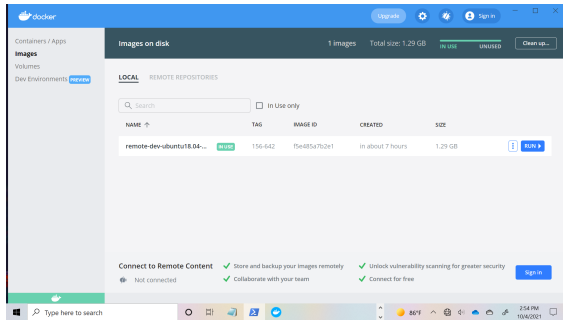 docker
Upgrade
Sign in
Containers / Apps
Images
Volumes
Dev Environments PREVIEW
Images on disk
1 images
Total size: 1.29 GB
IN USE
UNUSED
Clean up...
LOCAL
REMOTE REPOSITORIES
Search
In Use only
NAME
TAG
IMAGE ID
CREATED
SIZE
remote-dev-ubuntu18.04-... IN USE 156-642 f5e485a7b2e1 in about 7 hours 1.29 GB RUN
Connect to Remote Content
Not connected
Store and backup your images remotely
Collaborate with your team
Unlock vulnerability scanning for greater security
Connect for free
Sign in
Type here to search
86°F
2:54 PM
10/4/2021